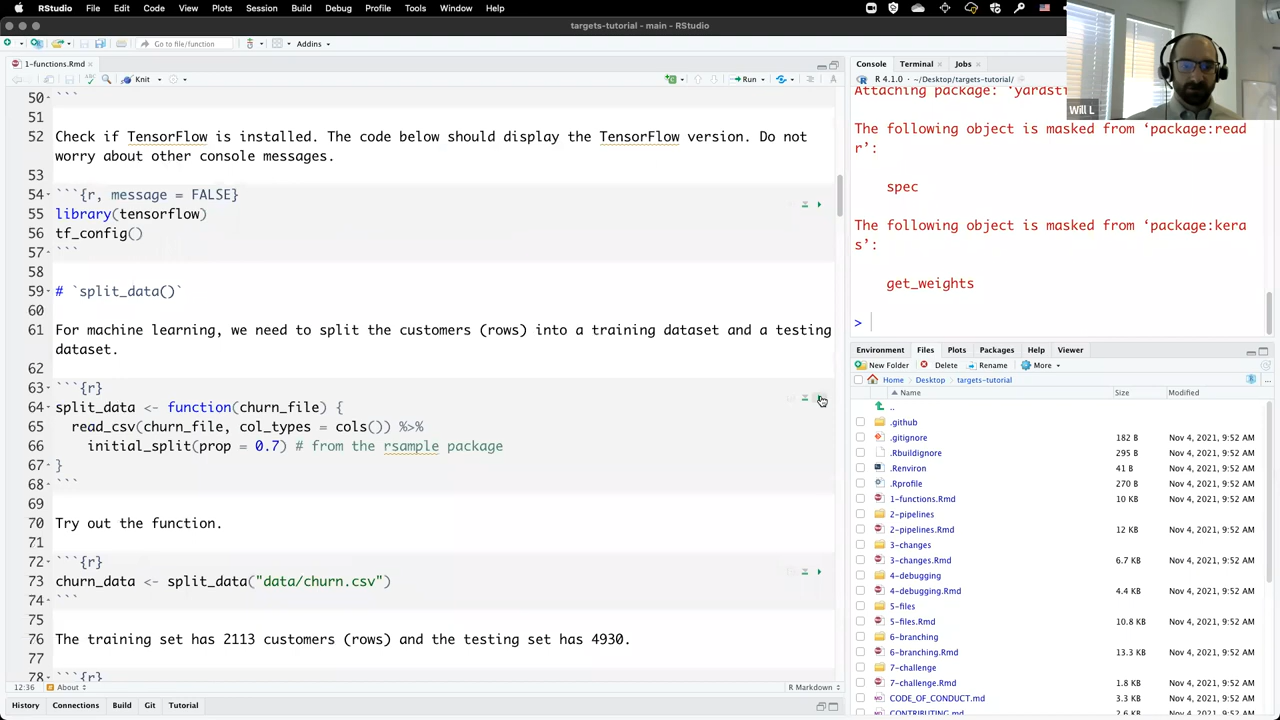 RStudio File Edit Code View Plots Session Build Debug Profile Tools Window Help
targets-tutorial - main - RStudio
Go to file/function Addins
1-functions.Rmd
Knit Run
50 ```
51
52 Check if TensorFlow is installed. The code below should display the TensorFlow version. Do not
worry about other console messages.
53
54 ```{r, message = FALSE}
55 library(tensorflow)
56 tf_config()
57 ```
58
59 # `split_data()`
60
61 For machine learning, we need to split the customers (rows) into a training dataset and a testing
dataset.
62
63 ```{r}
64 split_data <- function(churn_file) {
65 read_csv(churn_file, col_types = cols()) %>%
66 initial_split(prop = 0.7) # from the rsample package
67 }
68 ```
69
70 Try out the function.
71
72 ```{r}
73 churn_data <- split_data("data/churn.csv")
74 ```
75
76 The training set has 2113 customers (rows) and the testing set has 4930.
77
78 ```{r}
12:36 About R Markdown
History Connections Build Git Tutorial
Console Terminal Jobs
R 4.1.0 · ~/Desktop/targets-tutorial/
Attaching package: ‘yarasti
The following object is masked from ‘package:read
r’:
spec
The following object is masked from ‘package:kera
s’:
get_weights
>
Will L
Environment Files Plots Packages Help Viewer
New Folder Delete Rename More
Home Desktop targets-tutorial ...
Name Size Modified
..
.github
.gitignore 182 B Nov 4, 2021, 9:52 AM
.Rbuildignore 295 B Nov 4, 2021, 9:52 AM
.Renviron 41 B Nov 4, 2021, 9:52 AM
.Rprofile 270 B Nov 4, 2021, 9:52 AM
1-functions.Rmd 10 KB Nov 4, 2021, 9:52 AM
2-pipelines
2-pipelines.Rmd 12 KB Nov 4, 2021, 9:52 AM
3-changes
3-changes.Rmd 6.7 KB Nov 4, 2021, 9:52 AM
4-debugging
4-debugging.Rmd 4.4 KB Nov 4, 2021, 9:52 AM
5-files
5-files.Rmd 10.8 KB Nov 4, 2021, 9:52 AM
6-branching
6-branching.Rmd 13.3 KB Nov 4, 2021, 9:52 AM
7-challenge
7-challenge.Rmd 1.8 KB Nov 4, 2021, 9:52 AM
CODE_OF_CONDUCT.md 3.3 KB Nov 4, 2021, 9:52 AM
CONTRIBUTING.md 2.6 KB Nov 4, 2021, 9:52 AM